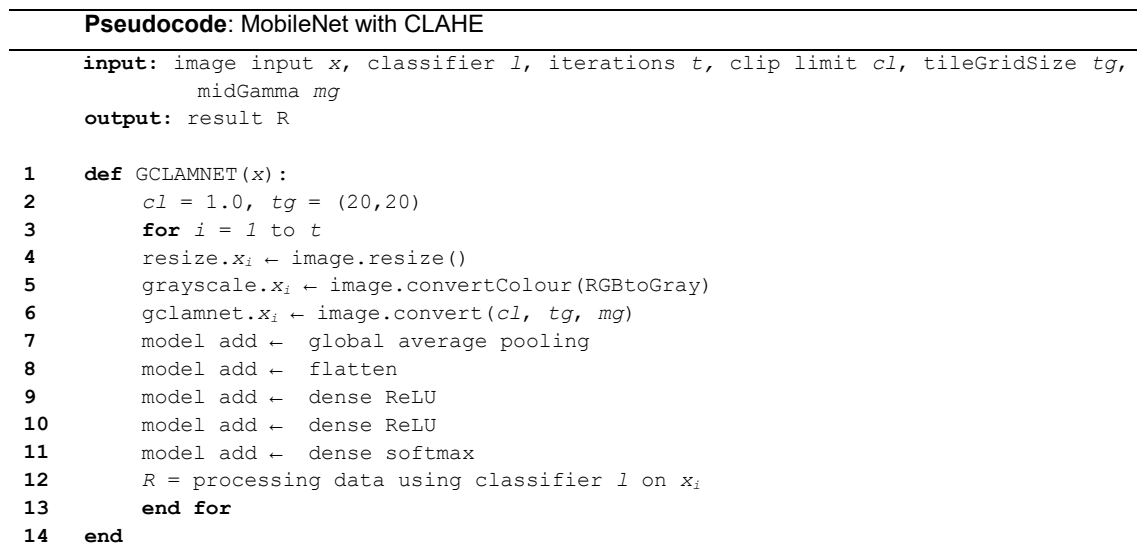 Pseudocode: MobileNet with CLAHE
input: image input x, classifier l, iterations t, clip limit cl, tileGridSize tg,
midGamma mg
output: result R
1 def GCLAMNET(x):
2 cl = 1.0, tg = (20,20)
3 for i = 1 to t
4 resize.xᵢ ← image.resize()
5 grayscale.xᵢ ← image.convertColour(RGBtoGray)
6 gclamnet.xᵢ ← image.convert(cl, tg, mg)
7 model add ← global average pooling
8 model add ← flatten
9 model add ← dense ReLU
10 model add ← dense ReLU
11 model add ← dense softmax
12 R = processing data using classifier l on xᵢ
13 end for
14 end